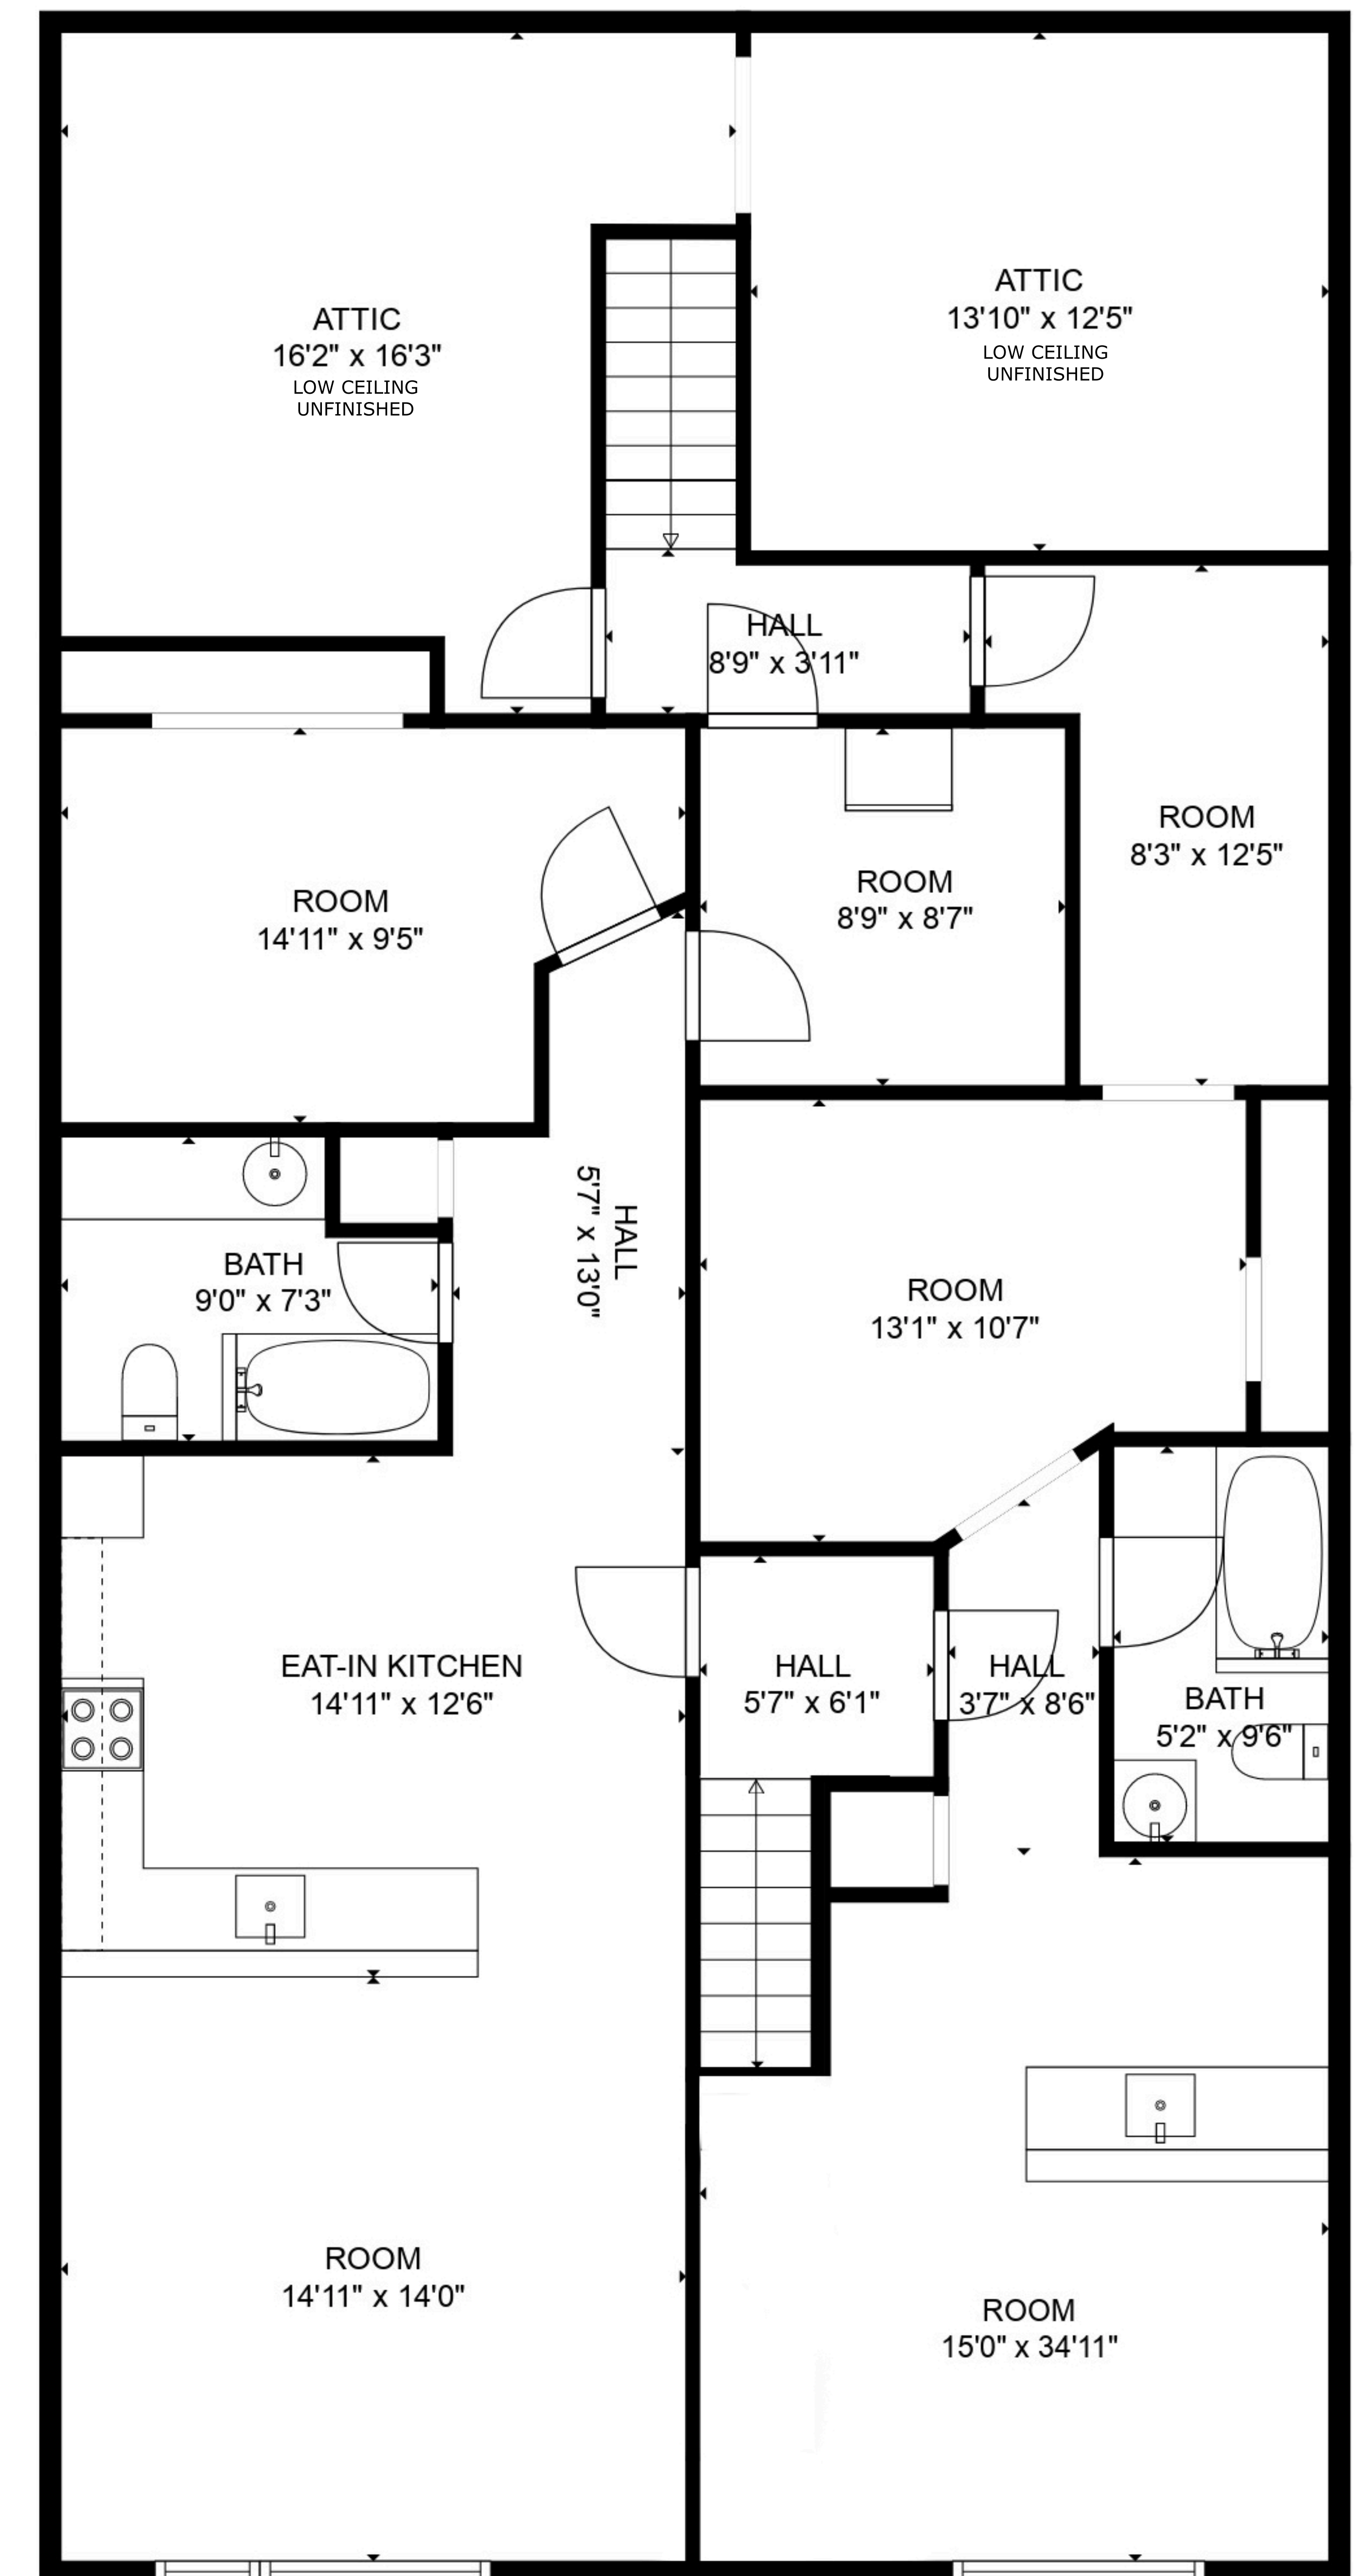 ATTIC
16'2" x 16'3"
LOW CEILING
UNFINISHED
ATTIC
13'10" x 12'5"
LOW CEILING
UNFINISHED
HALL
8'9" x 3'11"
ROOM
8'3" x 12'5"
ROOM
14'11" x 9'5"
ROOM
8'9" x 8'7"
HALL
5'7" x 13'0"
BATH
9'0" x 7'3"
ROOM
13'1" x 10'7"
EAT-IN KITCHEN
14'11" x 12'6"
HALL
5'7" x 6'1"
HALL
3'7" x 8'6"
BATH
5'2" x 9'6"
ROOM
14'11" x 14'0"
ROOM
15'0" x 34'11"